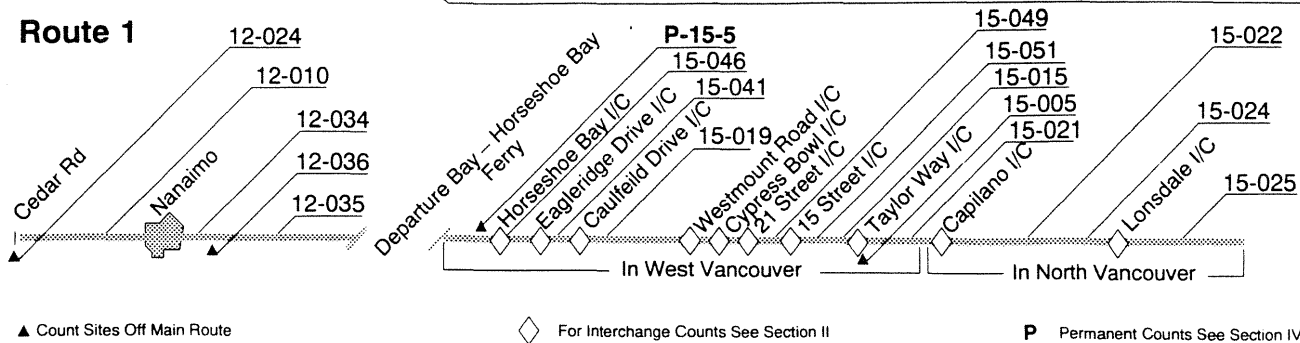 Route 1
12-024
12-010
12-034
12-036
12-035
Cedar Rd
Nanaimo
Departure Bay – Horseshoe Bay
Ferry
P-15-5
15-046
15-041
15-019
Horseshoe Bay I/C
Eagleridge Drive I/C
Caulfeild Drive I/C
Westmount Road I/C
Cypress Bowl I/C
21 Street I/C
15 Street I/C
Taylor Way I/C
Capilano I/C
Lonsdale I/C
15-049
15-051
15-015
15-005
15-021
15-022
15-024
15-025
In West Vancouver
In North Vancouver
▲ Count Sites Off Main Route
For Interchange Counts See Section II
P Permanent Counts See Section IV